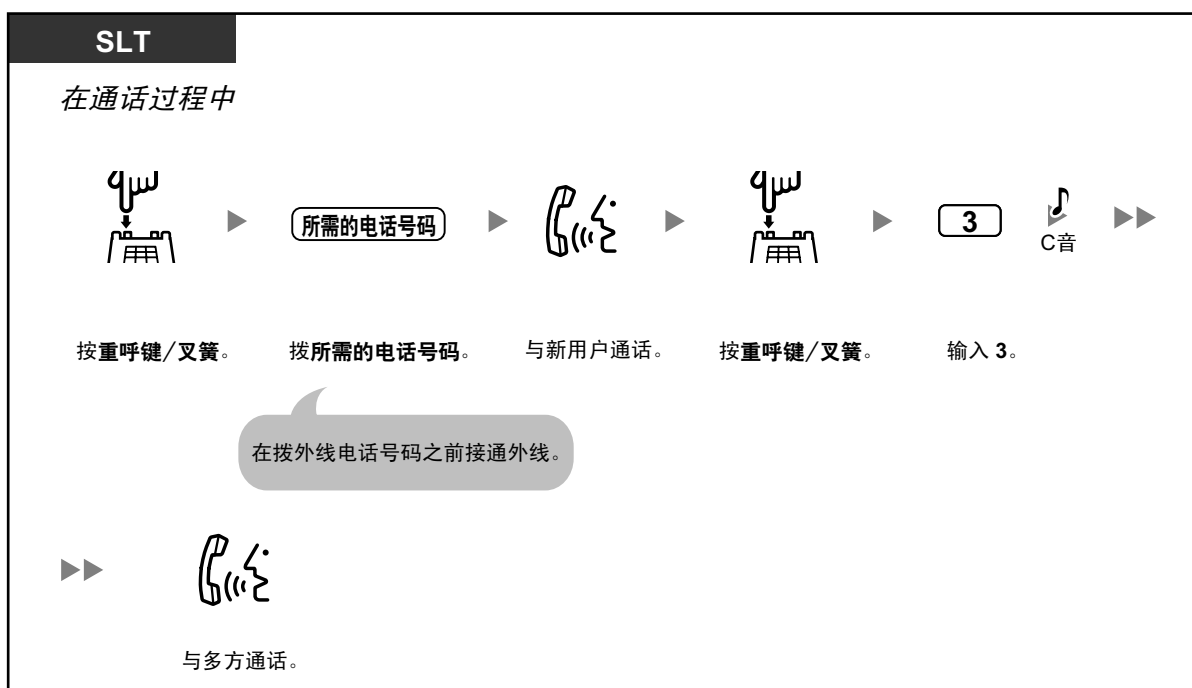 SLT
在通话过程中
所需的电话号码
3
C音
按重呼键/叉簧。
拨所需的电话号码。
与新用户通话。
按重呼键/叉簧。
输入 3。
在拨外线电话号码之前接通外线。
与多方通话。